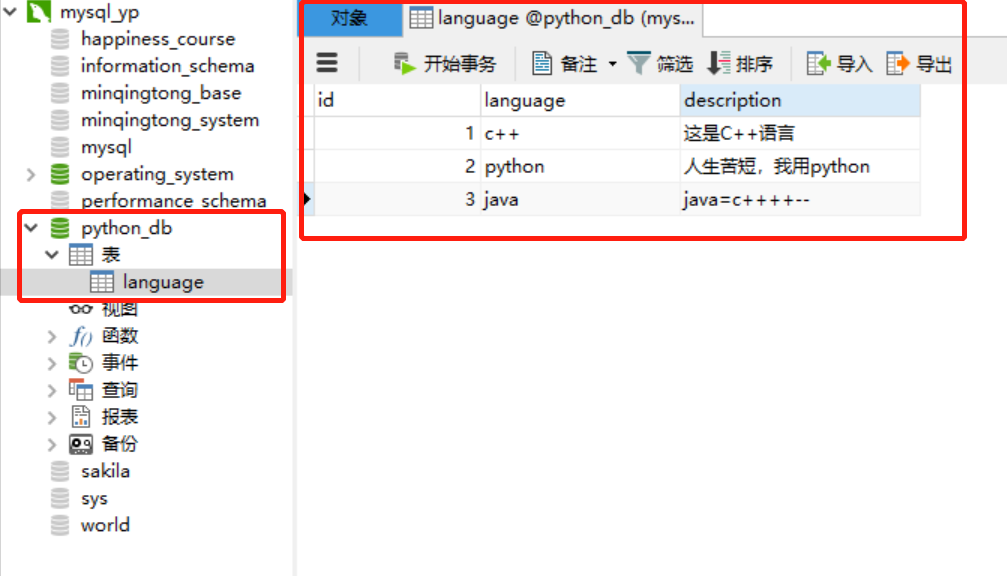 mysql_yp
happiness_course
information_schema
minqingtong_base
minqingtong_system
mysql
operating_system
performance_schema
python_db
表
language
视图
f() 函数
事件
查询
报表
备份
sakila
sys
world
对象 language @python_db (mys...
开始事务 备注 筛选 排序 导入 导出
id language description
1 c++ 这是C++语言
2 python 人生苦短，我用python
3 java java=c++++--